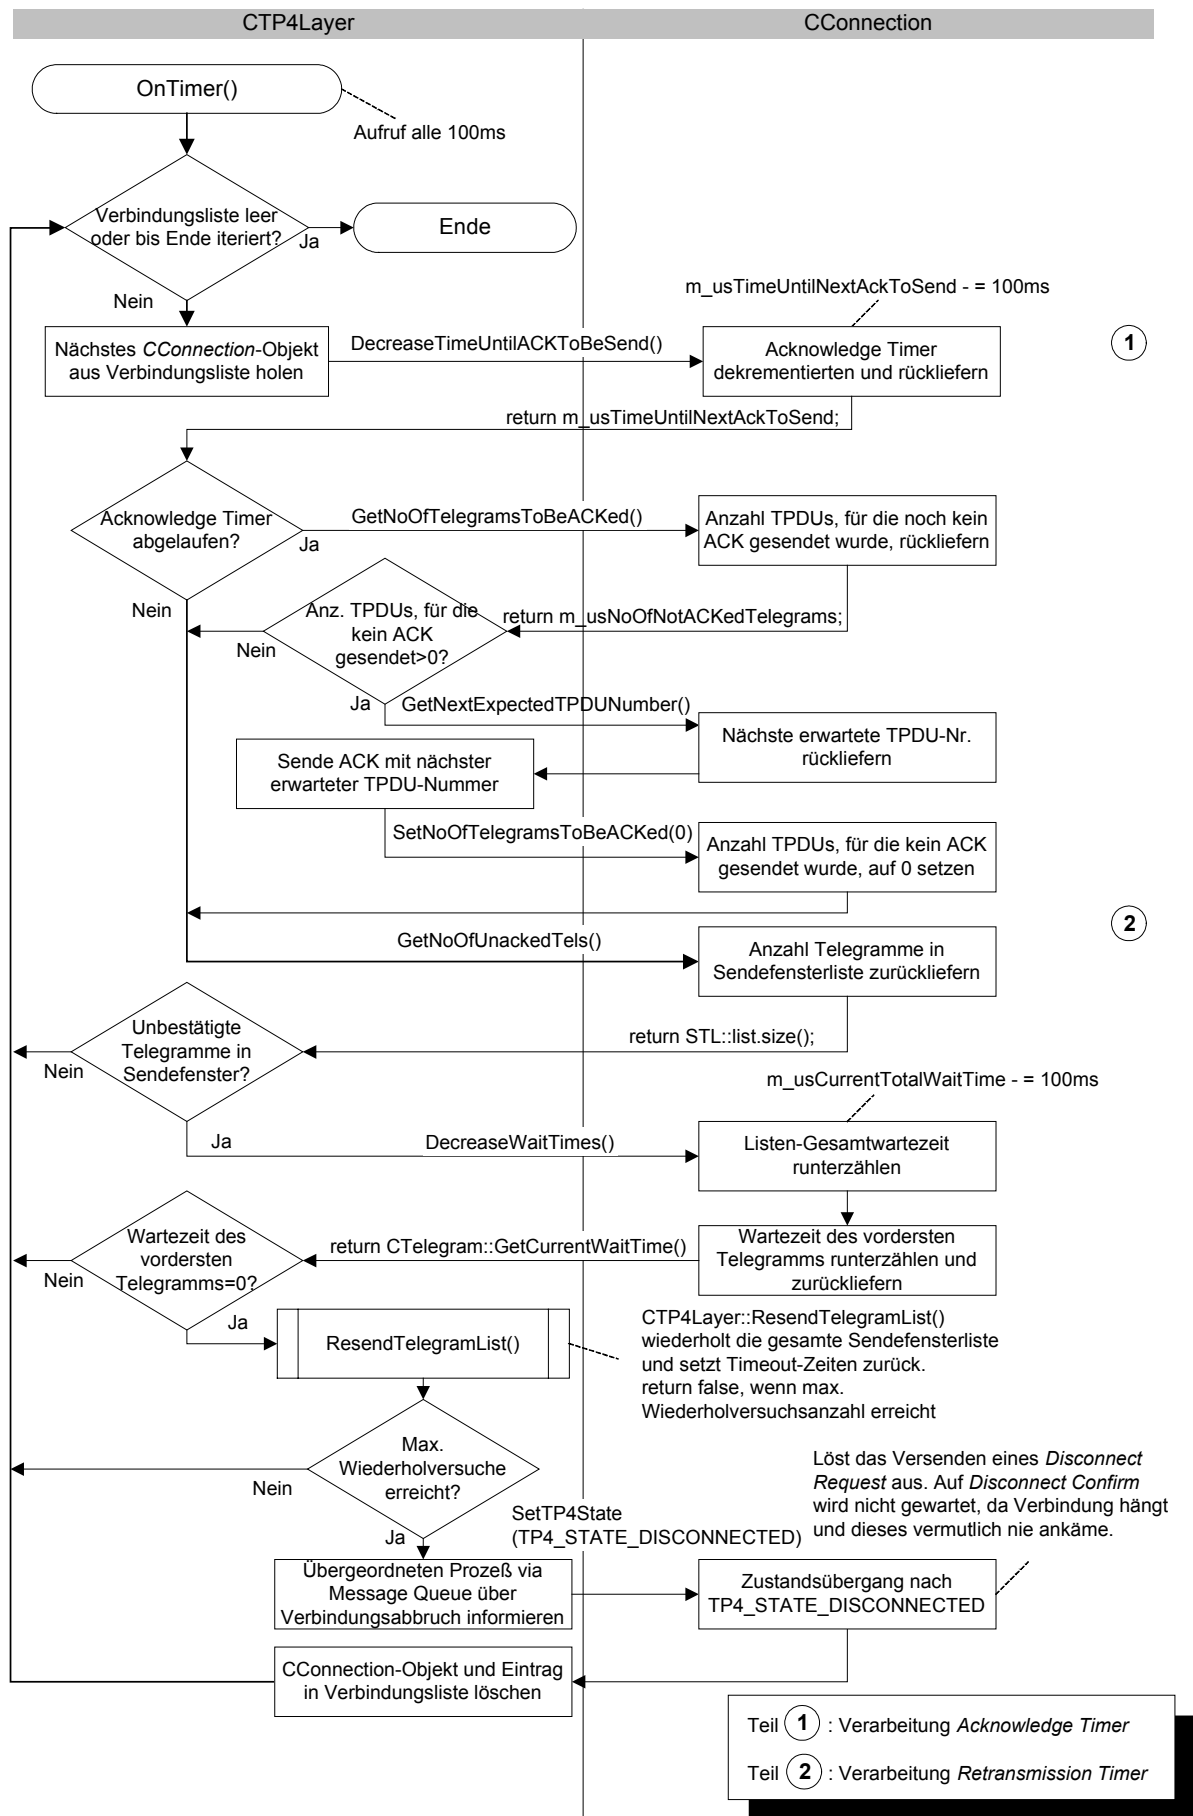 CTP4Layer
CConnection
OnTimer()
Aufruf alle 100ms
Verbindungsliste leer
oder bis Ende iteriert?
Ja
Ende
Nein
m_usTimeUntilNextAckToSend - = 100ms
Nächstes CConnection-Objekt
aus Verbindungsliste holen
DecreaseTimeUntilACKToBeSend()
Acknowledge Timer
dekrementierten und rückliefern
1
return m_usTimeUntilNextAckToSend;
Acknowledge Timer
abgelaufen?
Ja
GetNoOfTelegramsToBeACKed()
Anzahl TPDUs, für die noch kein
ACK gesendet wurde, rückliefern
Nein
Anz. TPDUs, für die
kein ACK
gesendet>0?
return m_usNoOfNotACKedTelegrams;
Nein
Ja
GetNextExpectedTPDUNumber()
Nächste erwartete TPDU-Nr.
rückliefern
Sende ACK mit nächster
erwarteter TPDU-Nummer
SetNoOfTelegramsToBeACKed(0)
Anzahl TPDUs, für die kein ACK
gesendet wurde, auf 0 setzen
2
GetNoOfUnackedTels()
Anzahl Telegramme in
Sendefensterliste zurückliefern
Unbestätigte
Telegramme in
Sendefenster?
return STL::list.size();
Nein
m_usCurrentTotalWaitTime - = 100ms
Ja
DecreaseWaitTimes()
Listen-Gesamtwartezeit
runterzählen
Wartezeit des
vordersten
Telegramms=0?
return CTelegram::GetCurrentWaitTime()
Wartezeit des vordersten
Telegramms runterzählen und
zurückliefern
Nein
Ja
ResendTelegramList()
CTP4Layer::ResendTelegramList()
wiederholt die gesamte Sendefensterliste
und setzt Timeout-Zeiten zurück.
return false, wenn max.
Wiederholversuchsanzahl erreicht
Max.
Wiederholversuche
erreicht?
Nein
Ja
Löst das Versenden eines Disconnect
Request aus. Auf Disconnect Confirm
wird nicht gewartet, da Verbindung hängt
und dieses vermutlich nie ankäme.
SetTP4State
(TP4_STATE_DISCONNECTED)
Übergeordneten Prozeß via
Message Queue über
Verbindungsabbruch informieren
Zustandsübergang nach
TP4_STATE_DISCONNECTED
CConnection-Objekt und Eintrag
in Verbindungsliste löschen
Teil 1 : Verarbeitung Acknowledge Timer
Teil 2 : Verarbeitung Retransmission Timer